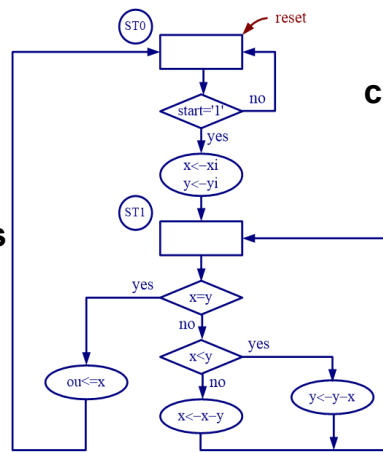 ST0
reset
start='1'
no
yes
x<–xi
y<–yi
ST1
c
s
x=y
yes
no
x<y
yes
no
ou<=x
x<–x–y
y<–y–x